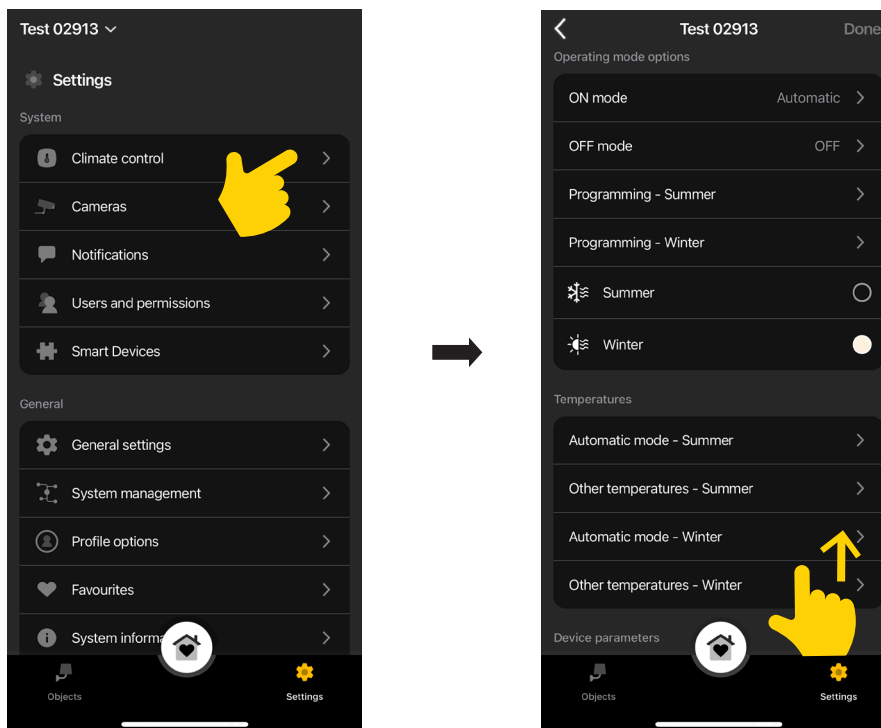 Test 02913
Settings
System
Climate control
Cameras
Notifications
Users and permissions
Smart Devices
General
General settings
System management
Profile options
Favourites
System informa
Objects
Settings
Test 02913
Done
Operating mode options
ON mode Automatic
OFF mode OFF
Programming - Summer
Programming - Winter
Summer
Winter
Temperatures
Automatic mode - Summer
Other temperatures - Summer
Automatic mode - Winter
Other temperatures - Winter
Device parameters
Objects
Settings